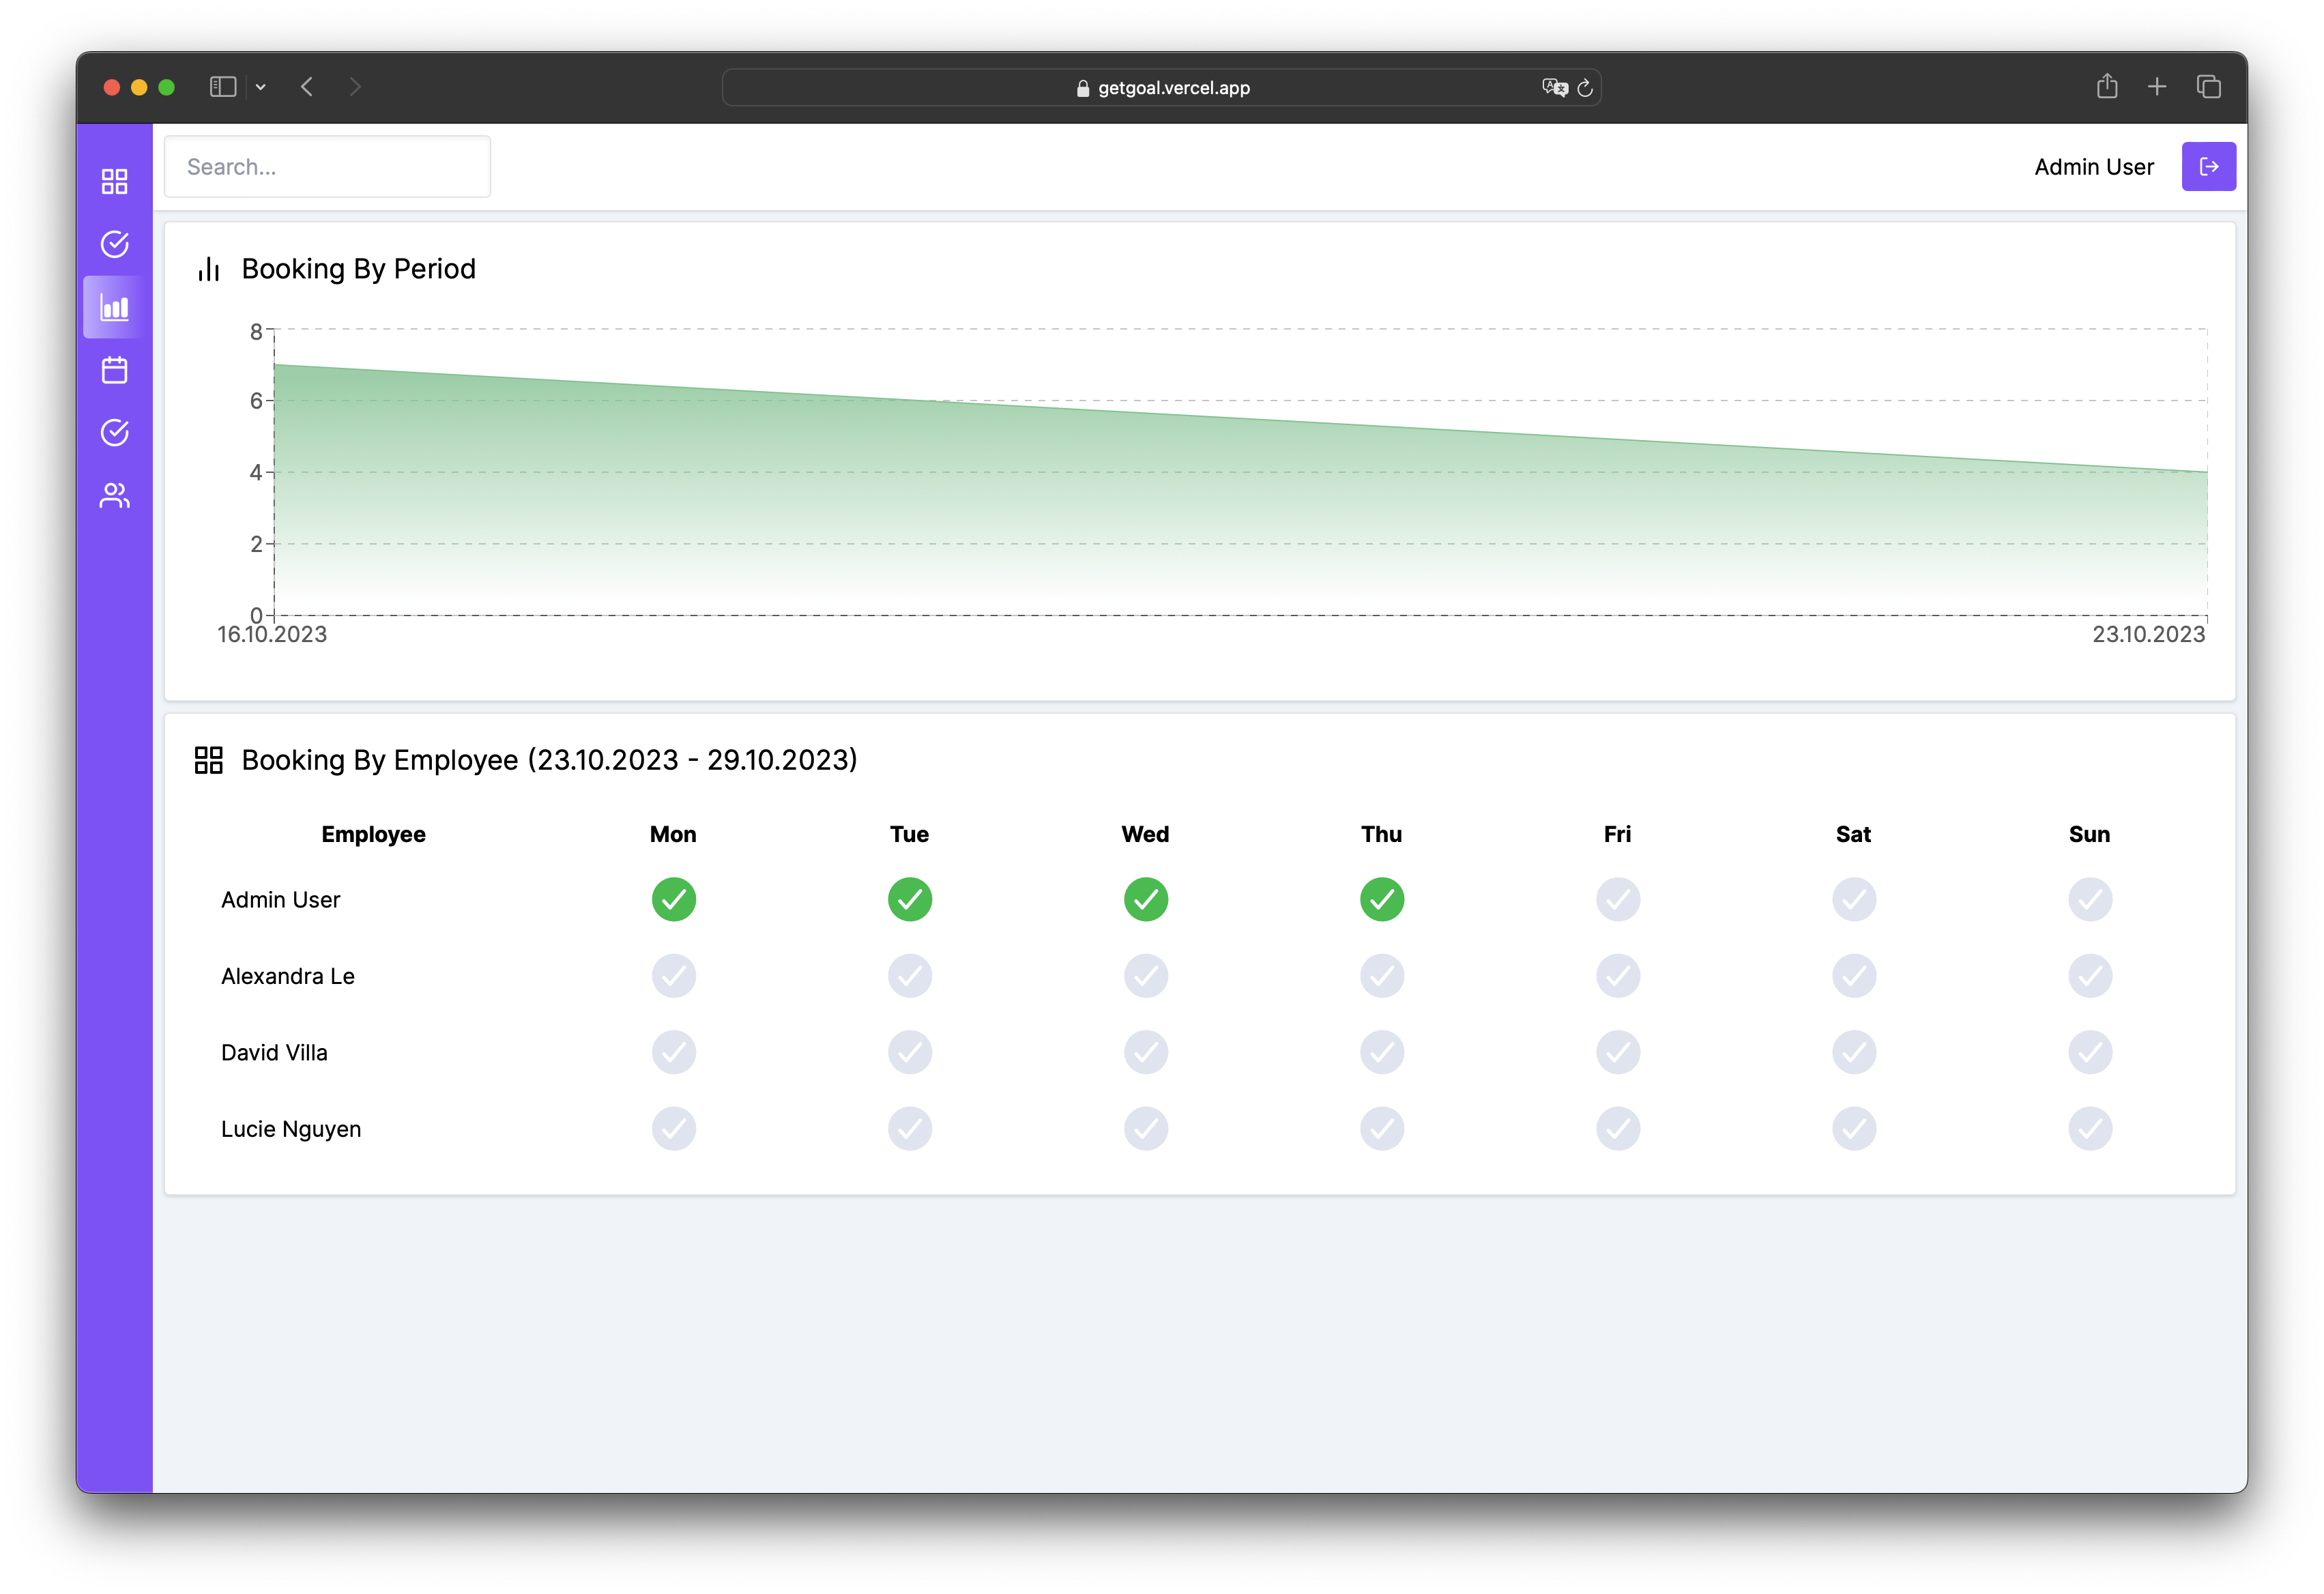 getgoal.vercel.app
Search...
Admin User
Booking By Period
8
6
4
2
0
16.10.2023 23.10.2023
Booking By Employee (23.10.2023 - 29.10.2023)
Employee Mon Tue Wed Thu Fri Sat Sun
Admin User
Alexandra Le
David Villa
Lucie Nguyen